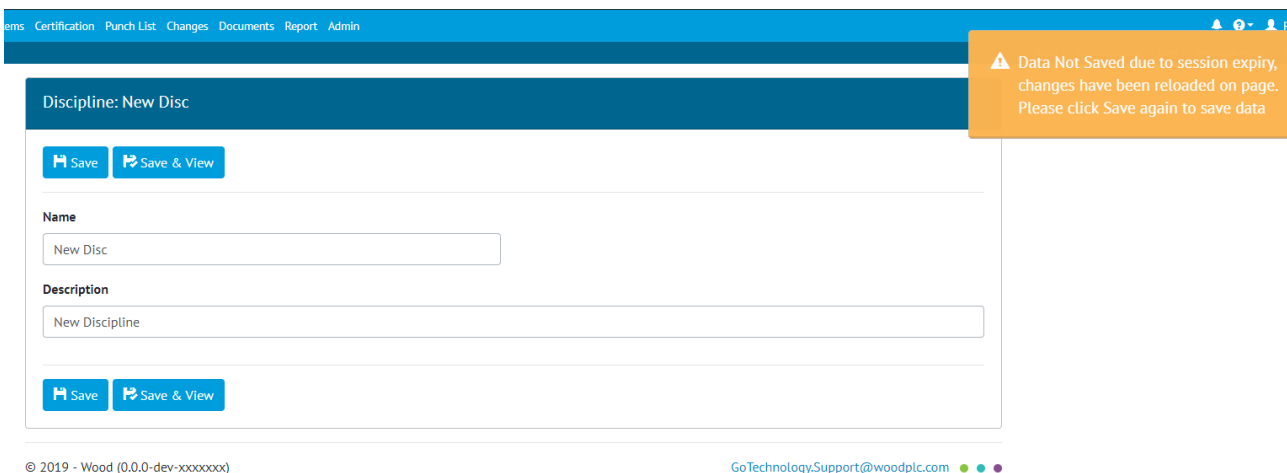 Certification Punch List Changes Documents Report Admin
Data Not Saved due to session expiry,
changes have been reloaded on page.
Please click Save again to save data
Discipline: New Disc
Save Save & View
Name
New Disc
Description
New Discipline
Save Save & View
© 2019 - Wood (0.0.0-dev-xxxxxxx) GoTechnology.Support@woodplc.com